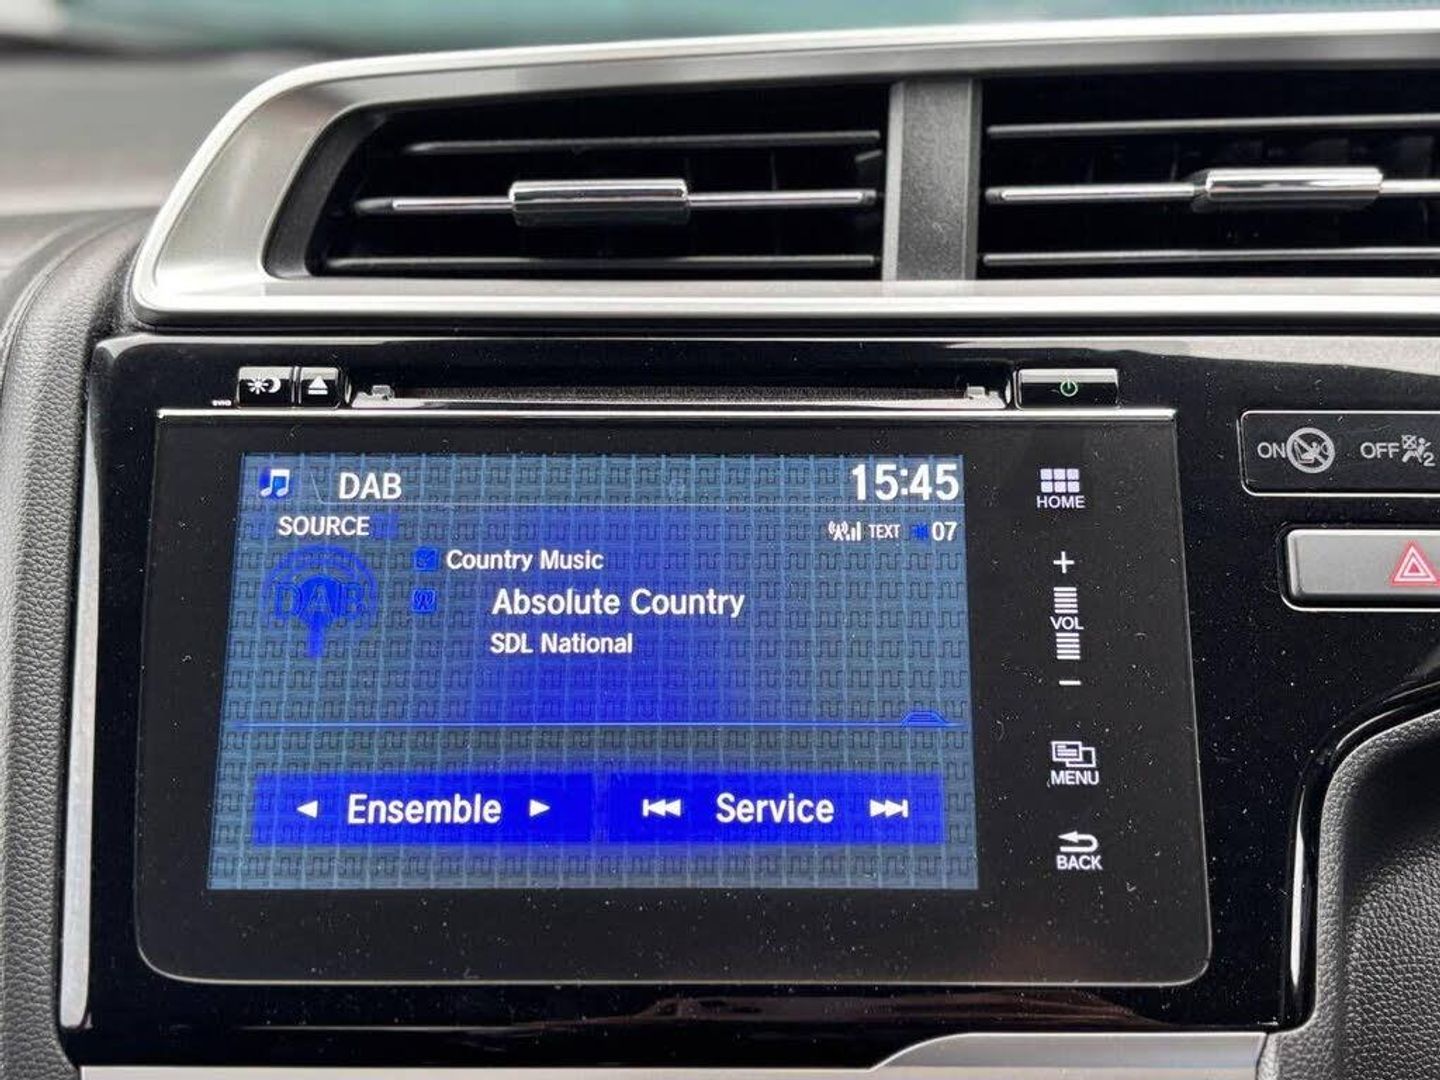 DAB
15:45
HOME
SOURCE
TEXT 07
ON
OFF
2
Country Music
DAB
Absolute Country
SDL National
+
VOL
−
MENU
Ensemble
Service
BACK